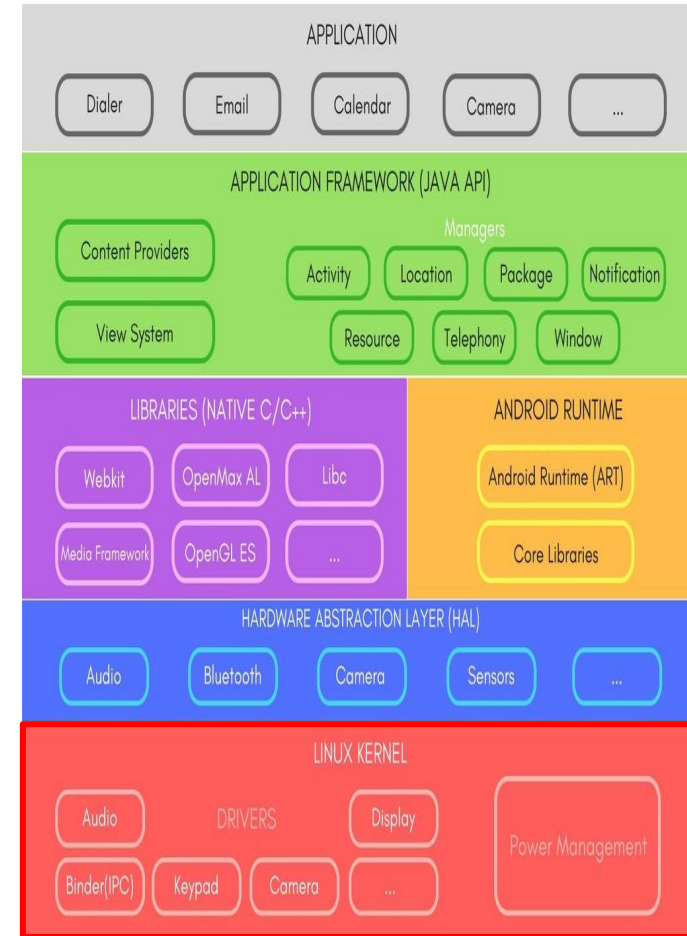 APPLICATION
Dialer Email Calendar Camera ...
APPLICATION FRAMEWORK (JAVA API)
Managers
Content Providers
Activity Location Package Notification
View System
Resource Telephony Window
LIBRARIES (NATIVE C/C++)
Webkit OpenMax AL Libc
Media Framework OpenGL ES ...
ANDROID RUNTIME
Android Runtime (ART)
Core Libraries
HARDWARE ABSTRACTION LAYER (HAL)
Audio Bluetooth Camera Sensors ...
LINUX KERNEL
Audio DRIVERS Display
Binder(IPC) Keypad Camera ...
Power Management